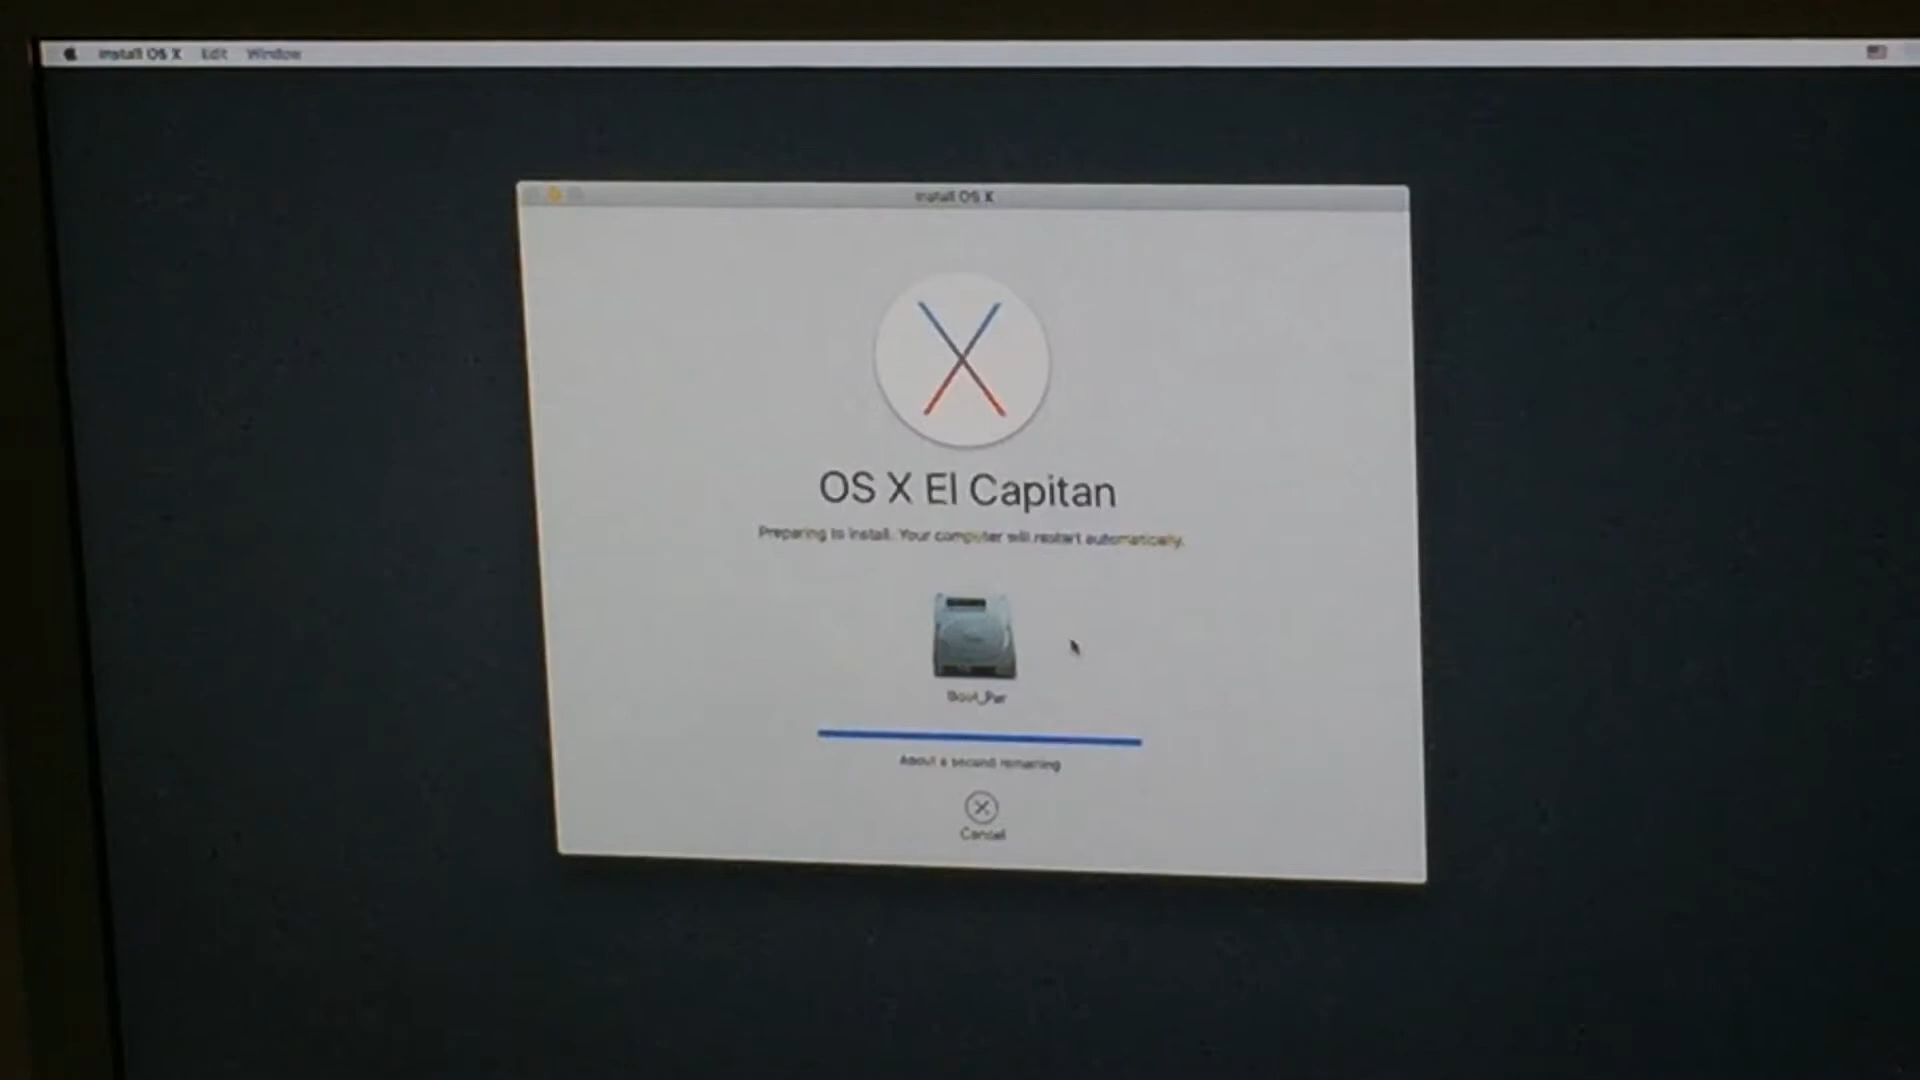 Install OS X Edit Window
Install OS X
OS X El Capitan
Preparing to install. Your computer will restart automatically.
About a second remaining
Cancel